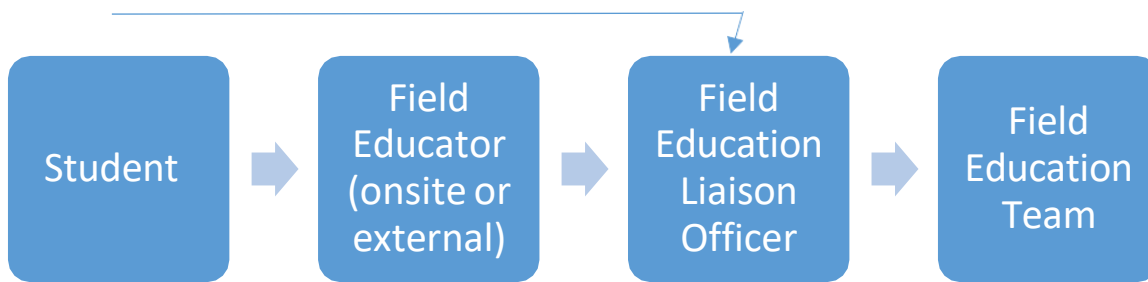 Student
Field
Educator
(onsite or
external)
Field
Education
Liaison
Officer
Field
Education
Team